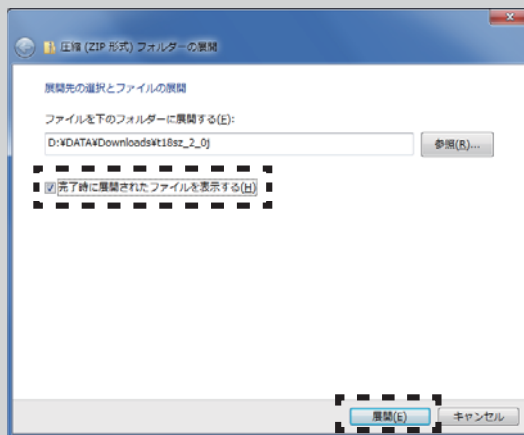 圧縮 (ZIP 形式) フォルダーの展開
展開先の選択とファイルの展開
ファイルを下のフォルダーに展開する(F):
D:¥DATA¥Downloads¥t18sz_2_0j
参照(R)...
完了時に展開されたファイルを表示する(H)
展開(E)
キャンセル